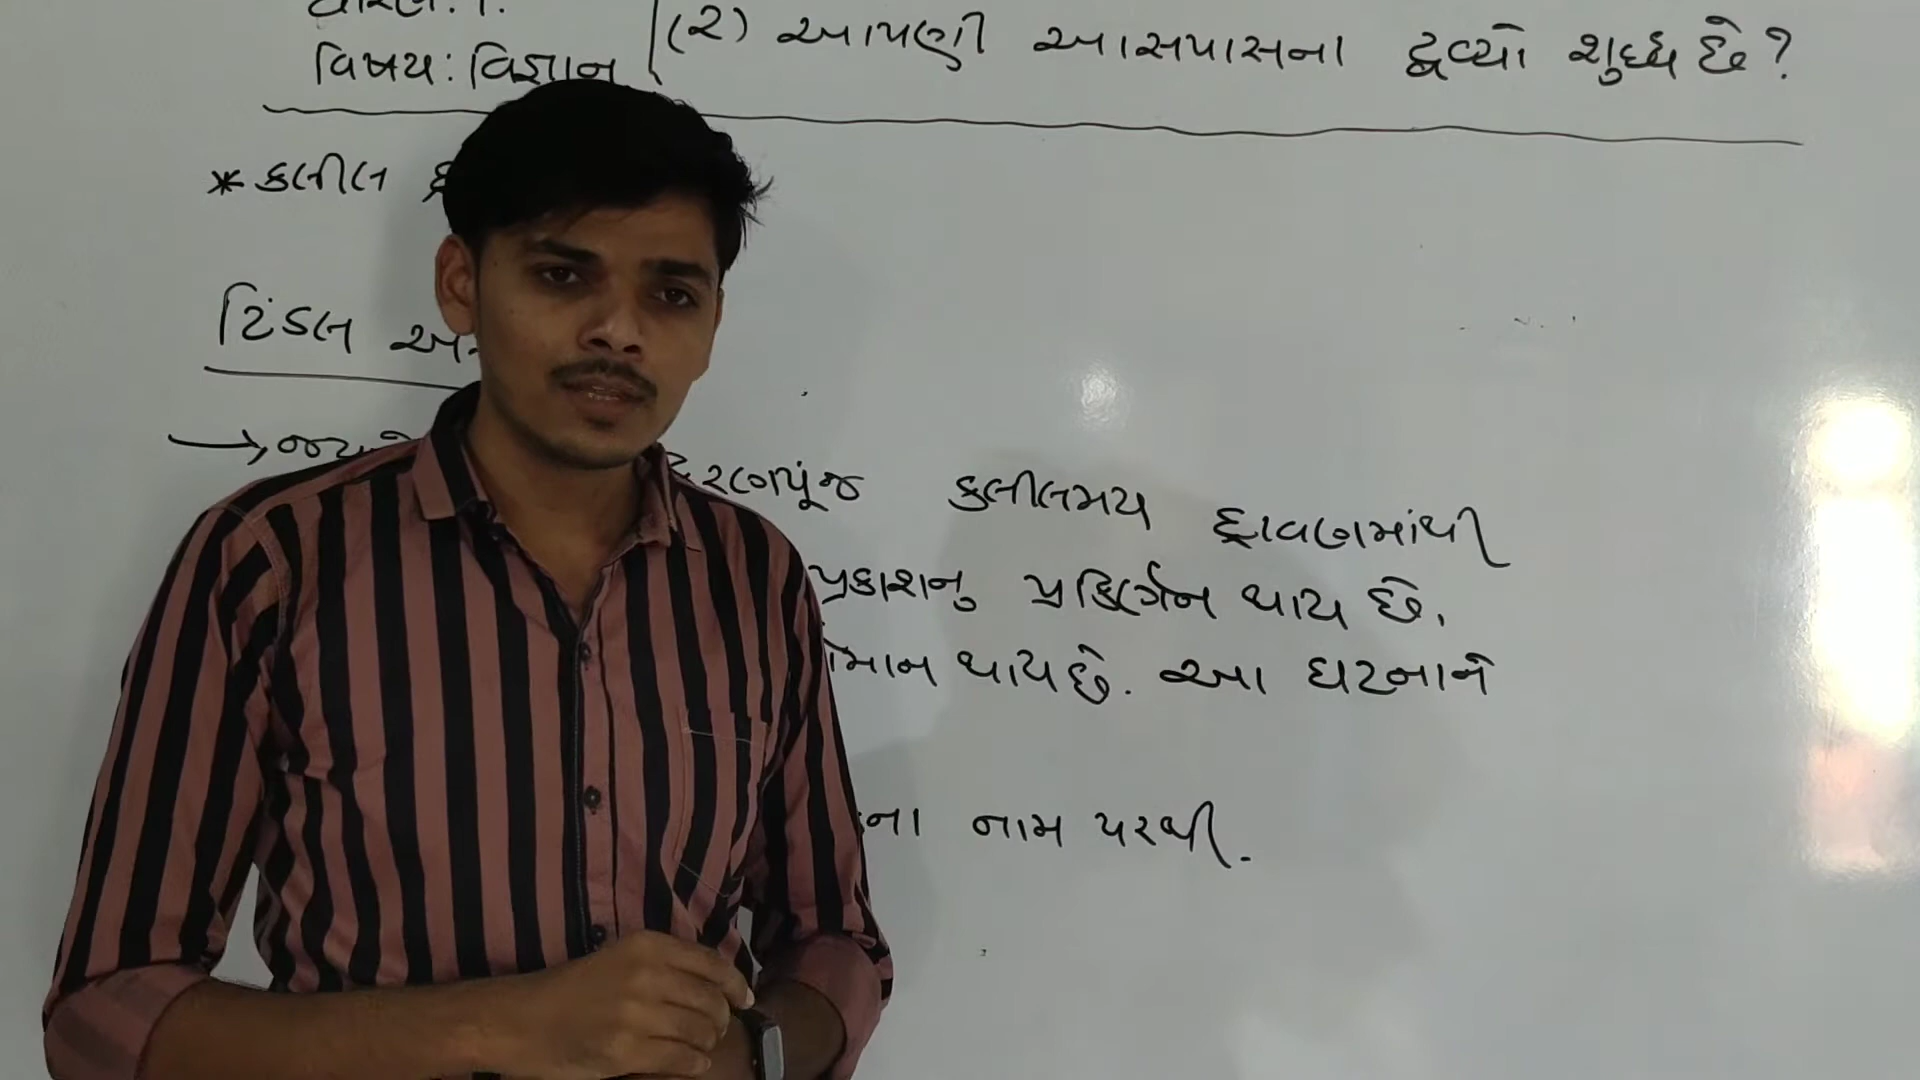 વિષય: વિજ્ઞાન
(૨) આપણી આસપાસના દ્રવ્યો શુદ્ધ છે?
* કલીલ
ટિંડલ
→ કિરણપૂંજ કલીલમય દ્રાવણમાંથી
પ્રકાશનુ પ્રકિર્ણન થાય છે.
થાય છે. આ ઘટનાને
ના નામ પરથી.